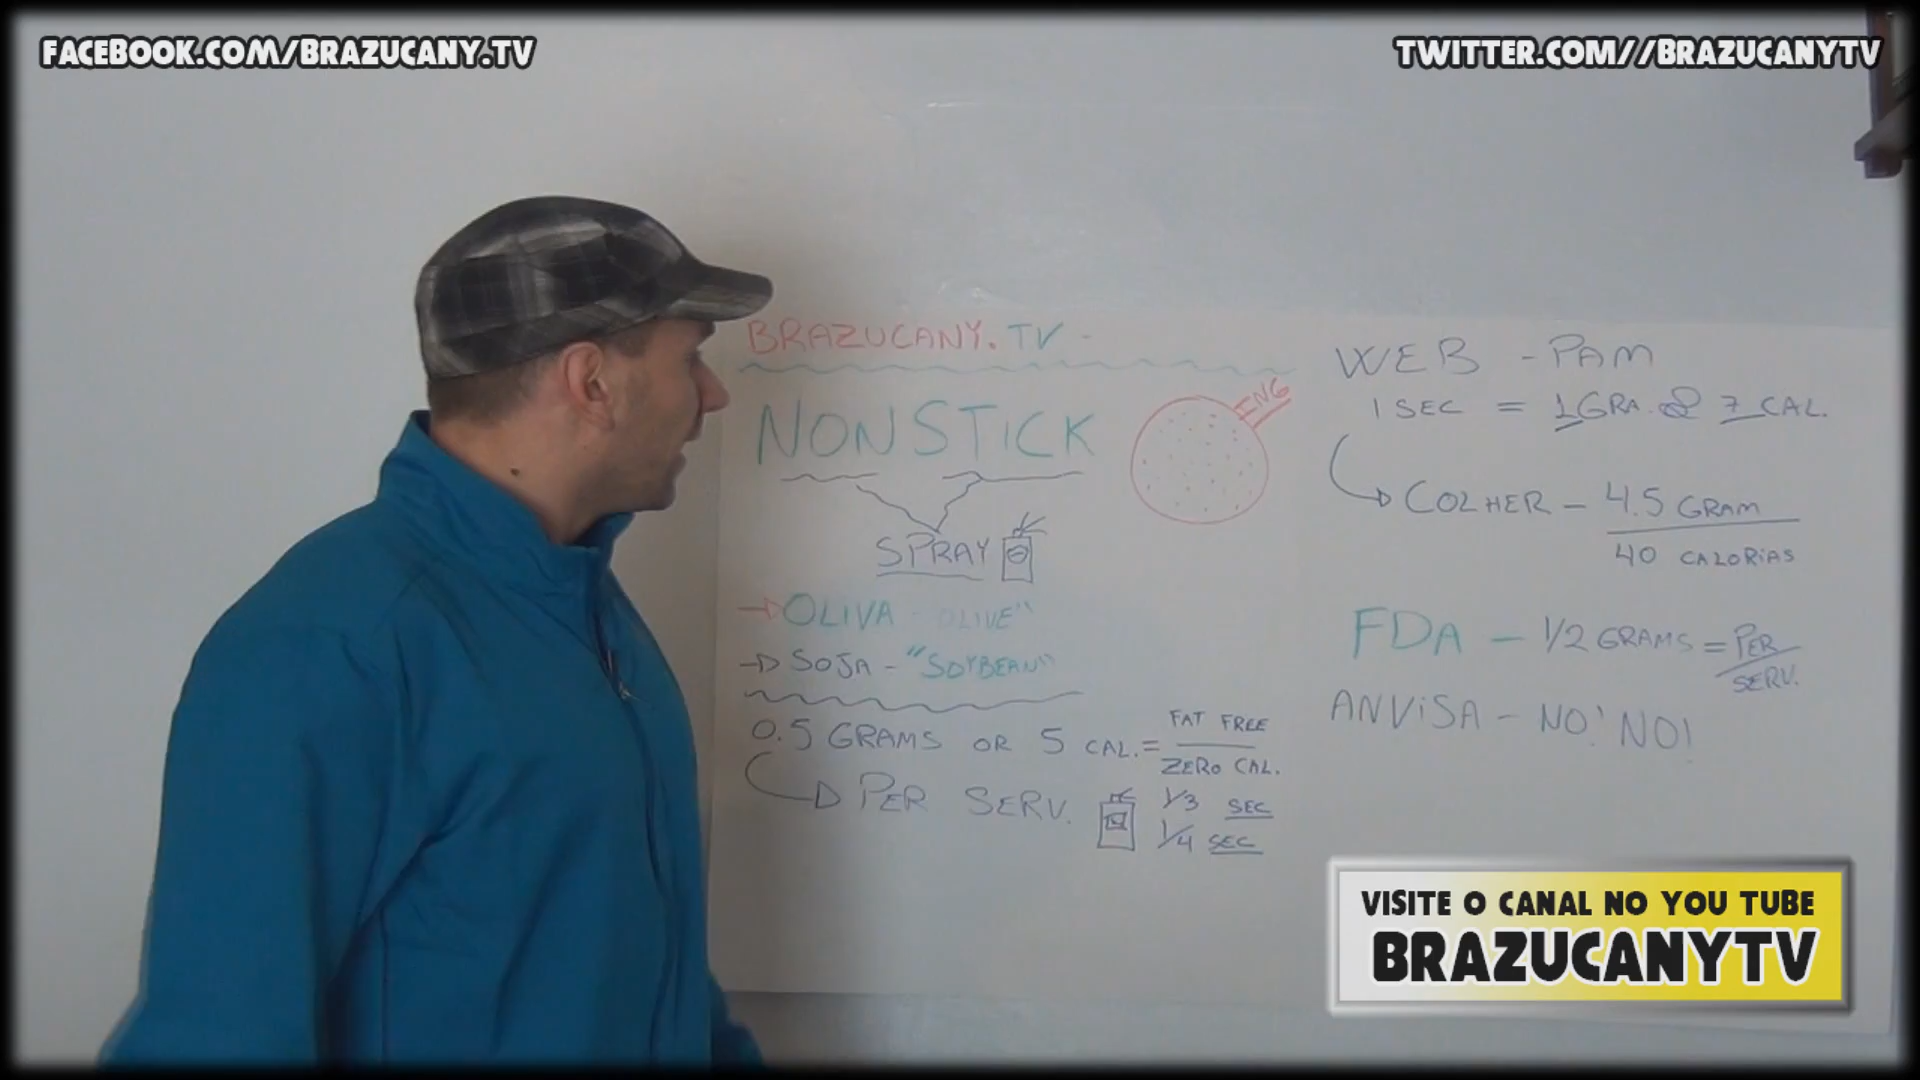 FACEBOOK.COM/BRAZUCANY.TV
TWITTER.COM//BRAZUCANYTV
BRAZUCANY.TV -
NONSTICK
ENG
SPRAY
OLIVA - OLIVE"
SOJA - "SOYBEAN"
0.5 GRAMS OR 5 CAL. = FAT FREE
ZERO CAL.
PER SERV.
1/3 SEC
1/4 SEC
WEB - PAM
1 SEC = 1 GRA. 7 CAL.
COLHER - 4.5 GRAM
40 CALORIAS
FDA - 1/2 GRAMS = PER
SERV.
ANVISA - NO! NO!
VISITE O CANAL NO YOU TUBE
BRAZUCANYTV